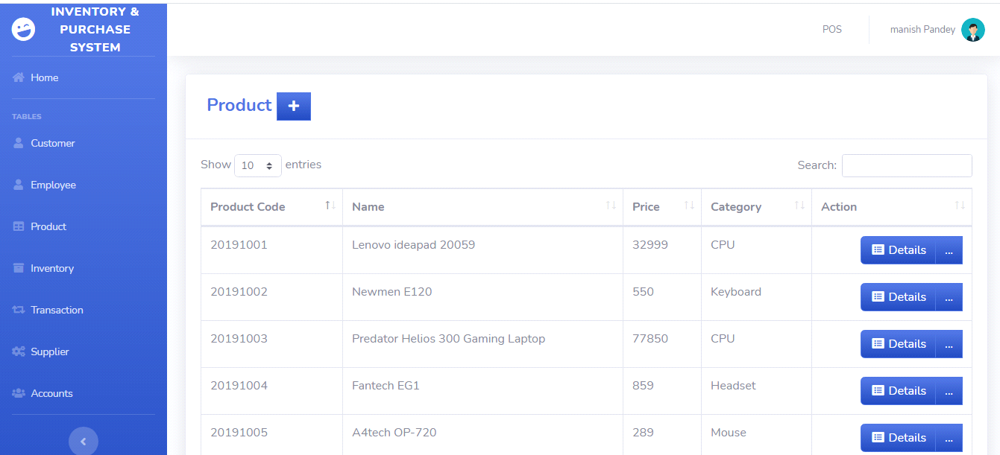 INVENTORY &
PURCHASE
SYSTEM
POS
manish Pandey
Home
TABLES
Customer
Employee
Product
Inventory
Transaction
Supplier
Accounts
Product +
Show 10 entries
Search:
Product Code Name Price Category Action
20191001 Lenovo ideapad 20059 32999 CPU Details ...
20191002 Newmen E120 550 Keyboard Details ...
20191003 Predator Helios 300 Gaming Laptop 77850 CPU Details ...
20191004 Fantech EG1 859 Headset Details ...
20191005 A4tech OP-720 289 Mouse Details ...